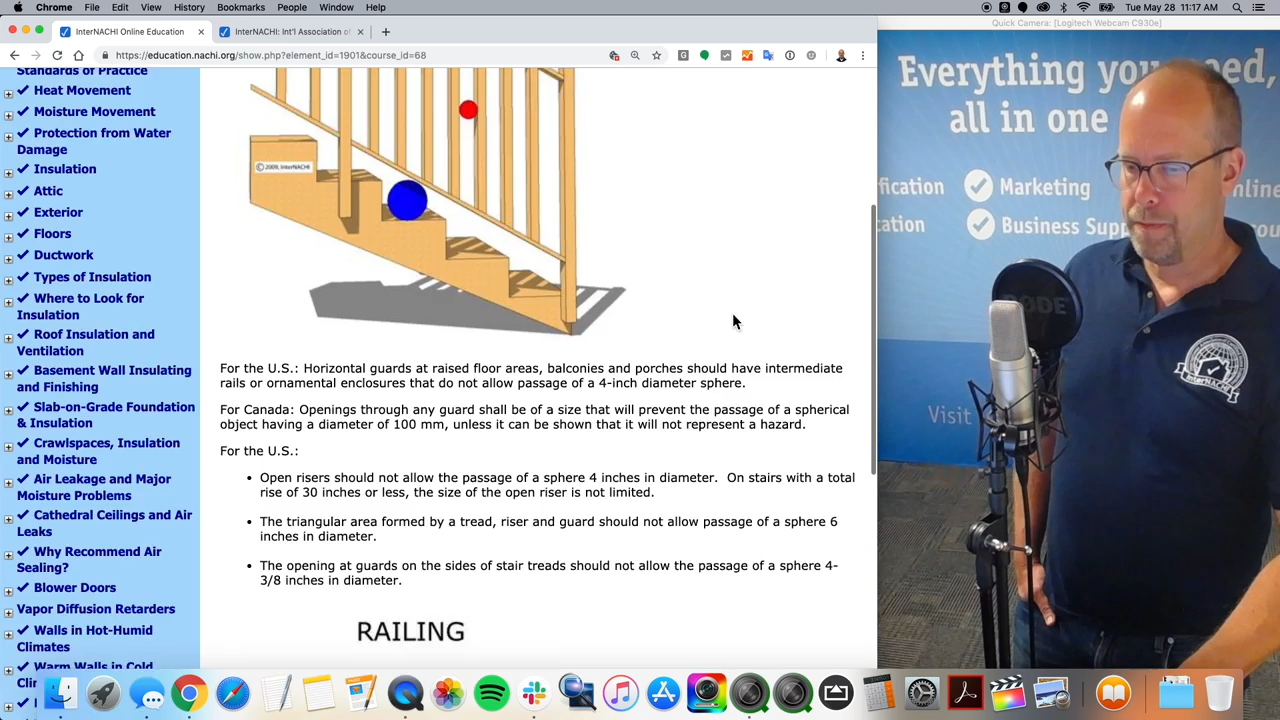 Chrome File Edit View History Bookmarks People Window Help
Tue May 28 11:17 AM
Quick Camera: [Logitech Webcam C930e]
InterNACHI Online Education
InterNACHI: Int'l Association o
https://education.nachi.org/show.php?element_id=1901&course_id=68
Standards of Practice
Heat Movement
Moisture Movement
Protection from Water
Damage
Insulation
Attic
Exterior
Floors
Ductwork
Types of Insulation
Where to Look for
Insulation
Roof Insulation and
Ventilation
Basement Wall Insulating
and Finishing
Slab-on-Grade Foundation
& Insulation
Crawlspaces, Insulation
and Moisture
Air Leakage and Major
Moisture Problems
Cathedral Ceilings and Air
Leaks
Why Recommend Air
Sealing?
Blower Doors
Vapor Diffusion Retarders
Walls in Hot-Humid
Climates
Warm Walls in Cold
© 2009, InterNACHI
For the U.S.: Horizontal guards at raised floor areas, balconies and porches should have intermediate
rails or ornamental enclosures that do not allow passage of a 4-inch diameter sphere.
For Canada: Openings through any guard shall be of a size that will prevent the passage of a spherical
object having a diameter of 100 mm, unless it can be shown that it will not represent a hazard.
For the U.S.:
• Open risers should not allow the passage of a sphere 4 inches in diameter. On stairs with a total
rise of 30 inches or less, the size of the open riser is not limited.
• The triangular area formed by a tread, riser and guard should not allow passage of a sphere 6
inches in diameter.
• The opening at guards on the sides of stair treads should not allow the passage of a sphere 4-
3/8 inches in diameter.
RAILING
Everything you need,
all in one
fication Marketing nline
cation Business Supp
Visit
RODE
InterNACHI